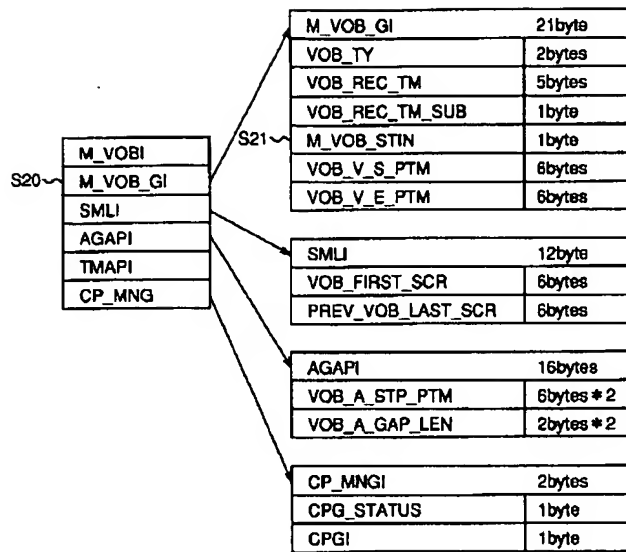 M_VOBI
S20 M_VOB_GI
SMLI
AGAPI
TMAPI
CP_MNG
M_VOB_GI 21byte
VOB_TY 2bytes
VOB_REC_TM 5bytes
VOB_REC_TM_SUB 1byte
S21 M_VOB_STIN 1byte
VOB_V_S_PTM 6bytes
VOB_V_E_PTM 6bytes
SMLI 12byte
VOB_FIRST_SCR 6bytes
PREV_VOB_LAST_SCR 6bytes
AGAPI 16bytes
VOB_A_STP_PTM 6bytes*2
VOB_A_GAP_LEN 2bytes*2
CP_MNGI 2bytes
CPG_STATUS 1byte
CPGI 1byte